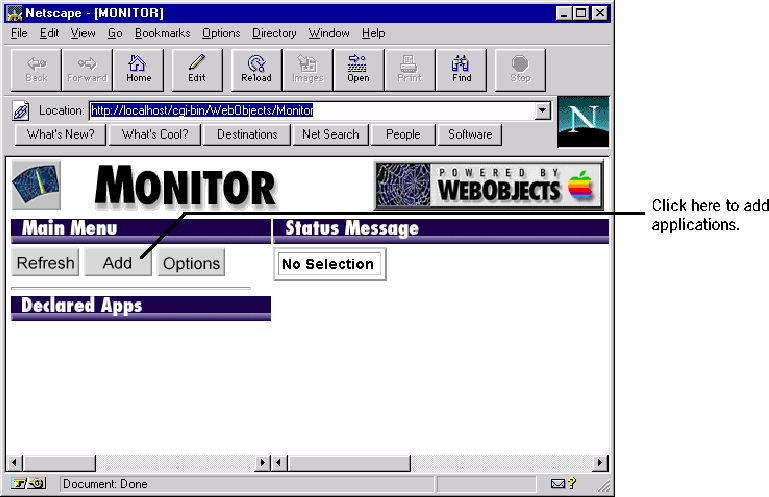 Netscape - [MONITOR]
File Edit View Go Bookmarks Options Directory Window Help
Back Forward Home Edit Reload Images Open Print Find Stop
Location: http://localhost/cgi-bin/WebObjects/Monitor
N
What's New? What's Cool? Destinations Net Search People Software
MONITOR
POWERED BY
WEBOBJECTS
Click here to add
applications.
Main Menu
Status Message
Refresh Add Options
No Selection
Declared Apps
Document: Done
?